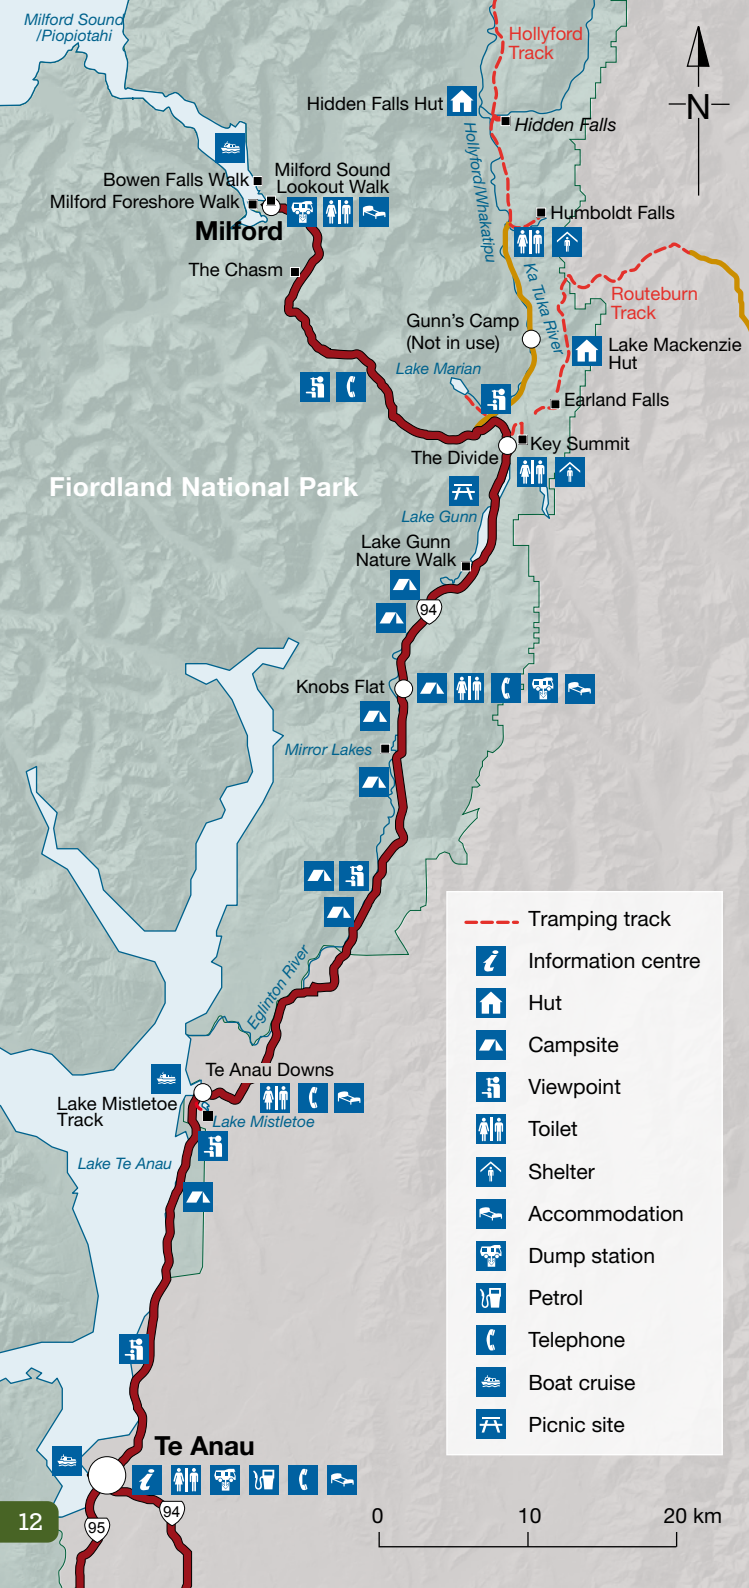 Milford Sound
/Piopiotahi
Hollyford
Track
Hidden Falls Hut
Hidden Falls
N
Hollyford/Whakatipu
Bowen Falls Walk
Milford Sound
Lookout Walk
Milford Foreshore Walk
Milford
Humboldt Falls
The Chasm
Ka Tuka River
Routeburn
Track
Gunn's Camp
(Not in use)
Lake Mackenzie
Hut
Lake Marian
Earland Falls
Key Summit
The Divide
Fiordland National Park
Lake Gunn
Lake Gunn
Nature Walk
94
Knobs Flat
Mirror Lakes
Eglinton River
Te Anau Downs
Lake Mistletoe
Track
Lake Mistletoe
Lake Te Anau
Te Anau
94
95
12
Tramping track
Information centre
Hut
Campsite
Viewpoint
Toilet
Shelter
Accommodation
Dump station
Petrol
Telephone
Boat cruise
Picnic site
0 10 20 km